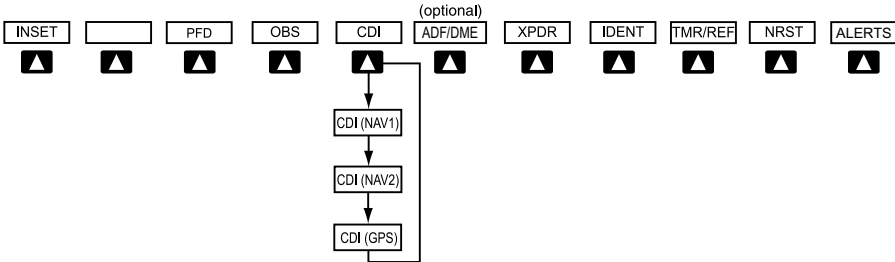 (optional)
INSET PFD OBS CDI ADF/DME XPDR IDENT TMR/REF NRST ALERTS
CDI (NAV1)
CDI (NAV2)
CDI (GPS)